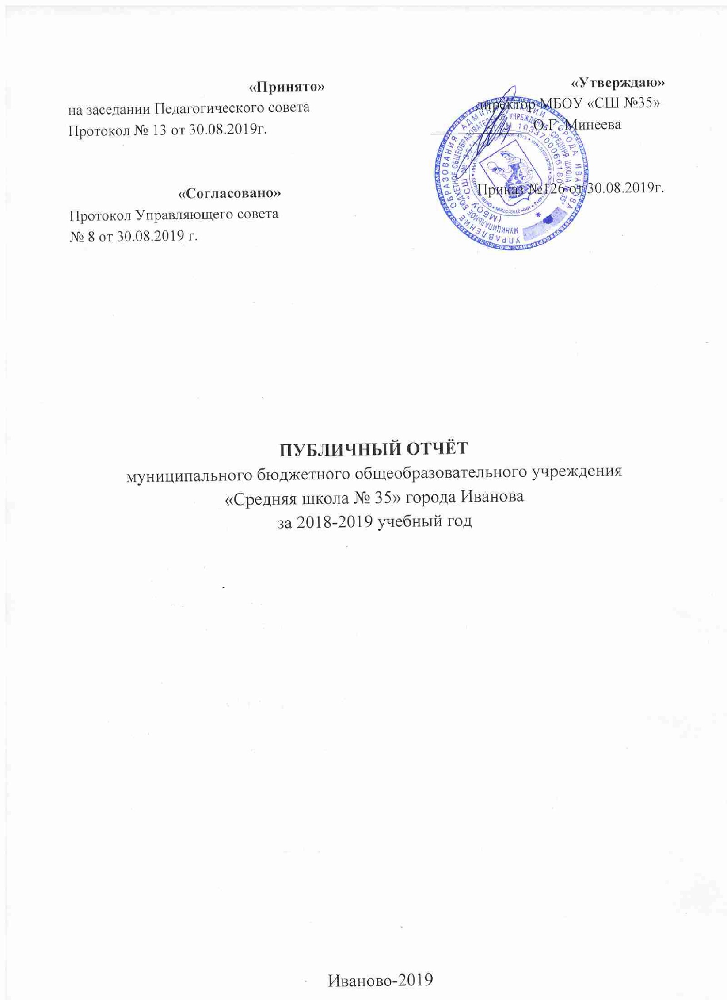 «Принято»
на заседании Педагогического совета
Протокол № 13 от 30.08.2019г.
«Согласовано»
Протокол Управляющего совета
№ 8 от 30.08.2019 г.
«Утверждаю»
директор МБОУ «СШ №35»
О.Г. Минеева
Приказ №126 от 30.08.2019г.
УПРАВЛЕНИЕ ОБРАЗОВАНИЯ АДМИНИСТРАЦИИ ГОРОДА ИВАНОВА
МУНИЦИПАЛЬНОЕ БЮДЖЕТНОЕ ОБЩЕОБРАЗОВАТЕЛЬНОЕ УЧРЕЖДЕНИЕ "СРЕДНЯЯ ШКОЛА № 35"
(МБОУ "СШ № 35") * ОГРН 1033700066180 *
ПУБЛИЧНЫЙ ОТЧЁТ
муниципального бюджетного общеобразовательного учреждения
«Средняя школа № 35» города Иванова
за 2018-2019 учебный год
Иваново-2019